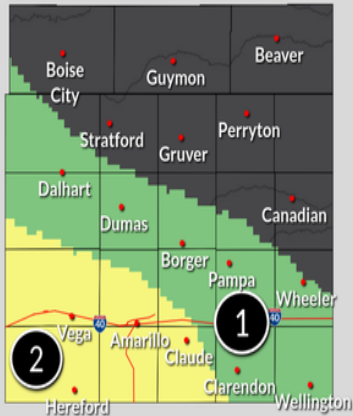 Beaver
Boise
City
Guymon
Perryton
Stratford
Gruver
Dalhart
Canadian
Dumas
Borger
Pampa
Wheeler
1
40
40
Vega
Amarillo
2
Claude
Clarendon
Wellington
Hereford